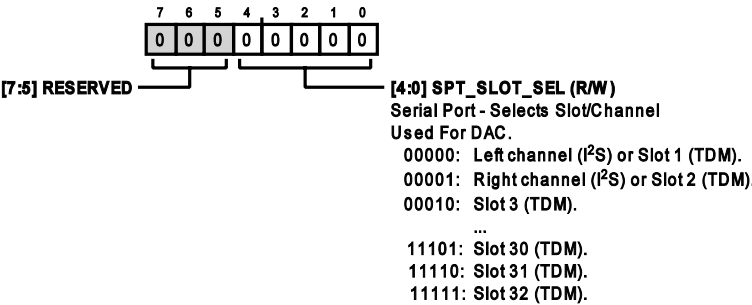 7 6 5 4 3 2 1 0
0 0 0 0 0 0 0 0
[7:5] RESERVED
[4:0] SPT_SLOT_SEL (R/W)
Serial Port - Selects Slot/Channel
Used For DAC.
00000: Left channel (I²S) or Slot 1 (TDM).
00001: Right channel (I²S) or Slot 2 (TDM).
00010: Slot 3 (TDM).
...
11101: Slot 30 (TDM).
11110: Slot 31 (TDM).
11111: Slot 32 (TDM).